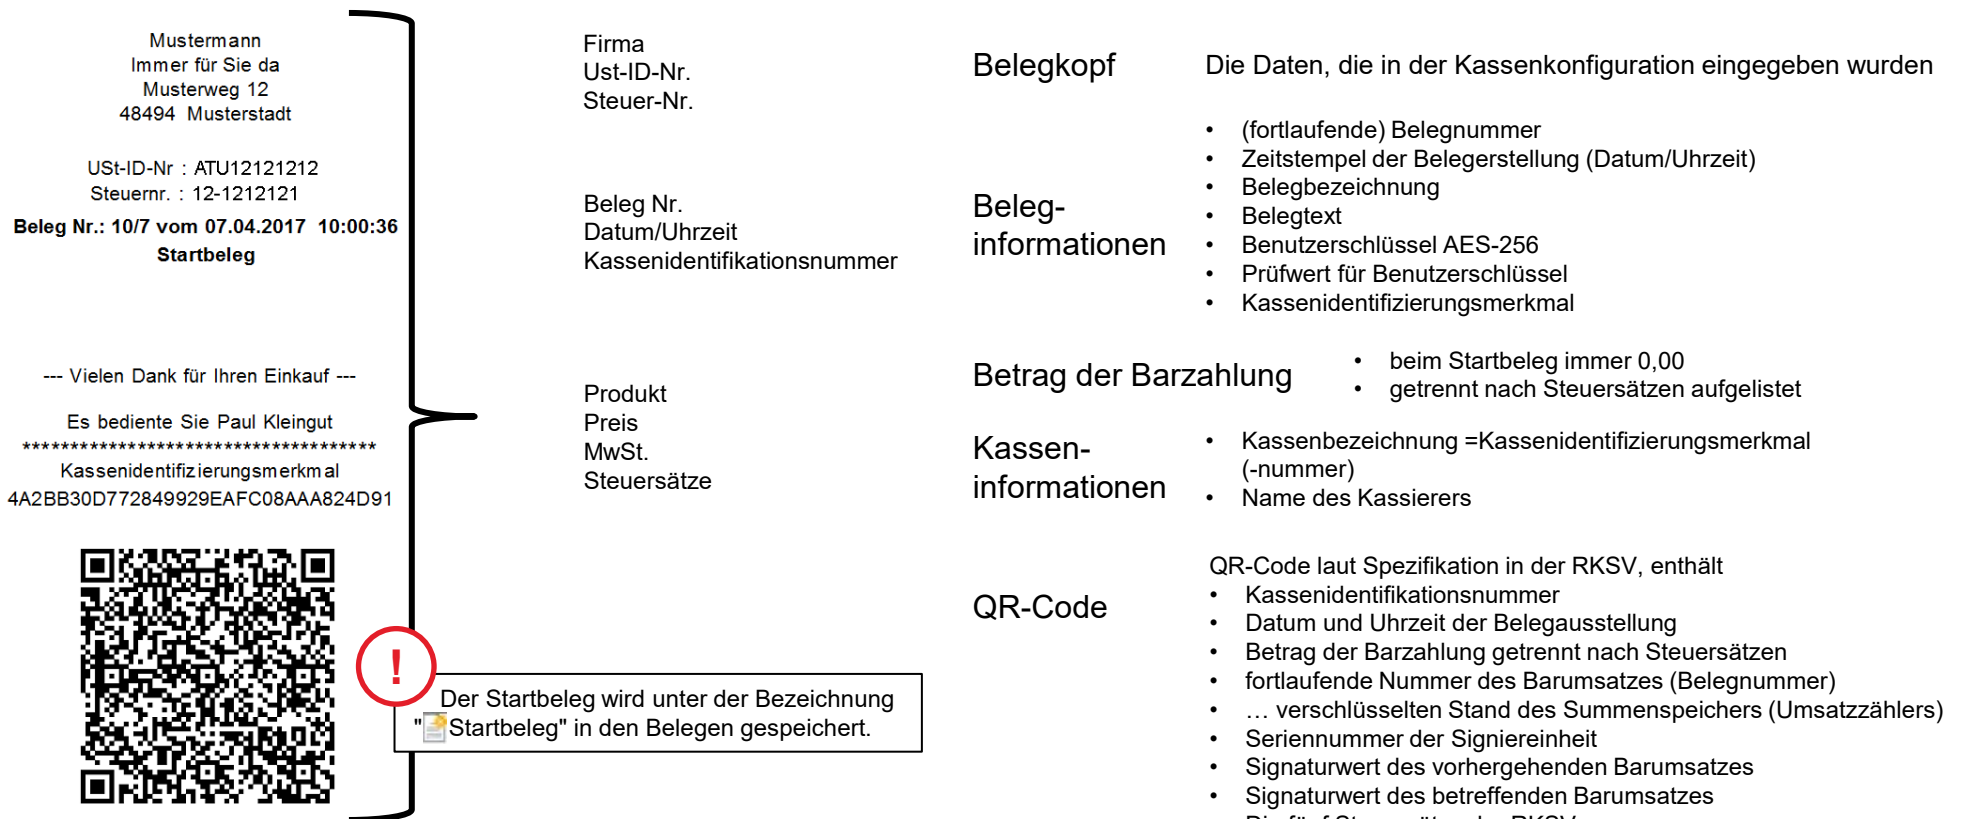 Mustermann
Immer für Sie da
Musterweg 12
48494 Musterstadt
USt-ID-Nr : ATU12121212
Steuernr. : 12-1212121
Beleg Nr.: 10/7 vom 07.04.2017 10:00:36
Startbeleg
--- Vielen Dank für Ihren Einkauf ---
Es bediente Sie Paul Kleingut
*************************************
Kassenidentifizierungsmerkmal
4A2BB30D772849929EAFC08AAA824D91
Firma
Ust-ID-Nr.
Steuer-Nr.
Beleg Nr.
Datum/Uhrzeit
Kassenidentifikationsnummer
Produkt
Preis
MwSt.
Steuersätze
!
Der Startbeleg wird unter der Bezeichnung
"Startbeleg" in den Belegen gespeichert.
Belegkopf
Die Daten, die in der Kassenkonfiguration eingegeben wurden
Beleg-
informationen
• (fortlaufende) Belegnummer
• Zeitstempel der Belegerstellung (Datum/Uhrzeit)
• Belegbezeichnung
• Belegtext
• Benutzerschlüssel AES-256
• Prüfwert für Benutzerschlüssel
• Kassenidentifizierungsmerkmal
Betrag der Barzahlung
• beim Startbeleg immer 0,00
• getrennt nach Steuersätzen aufgelistet
Kassen-
informationen
• Kassenbezeichnung =Kassenidentifizierungsmerkmal
(-nummer)
• Name des Kassierers
QR-Code
QR-Code laut Spezifikation in der RKSV, enthält
• Kassenidentifikationsnummer
• Datum und Uhrzeit der Belegausstellung
• Betrag der Barzahlung getrennt nach Steuersätzen
• fortlaufende Nummer des Barumsatzes (Belegnummer)
• … verschlüsselten Stand des Summenspeichers (Umsatzzählers)
• Seriennummer der Signiereinheit
• Signaturwert des vorhergehenden Barumsatzes
• Signaturwert des betreffenden Barumsatzes